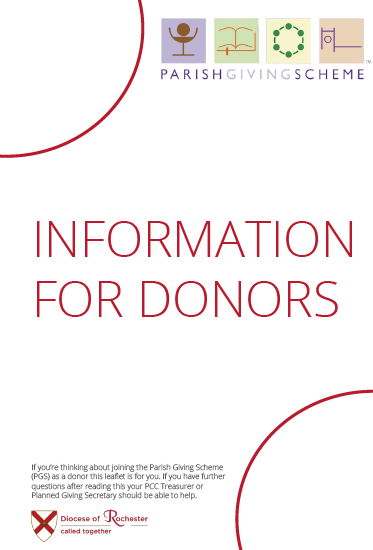 PARISHGIVINGSCHEME™
INFORMATION
FOR DONORS
If you're thinking about joining the Parish Giving Scheme
(PGS) as a donor this leaflet is for you. If you have further
questions after reading this your PCC Treasurer or
Planned Giving Secretary should be able to help.
Diocese of Rochester
called together